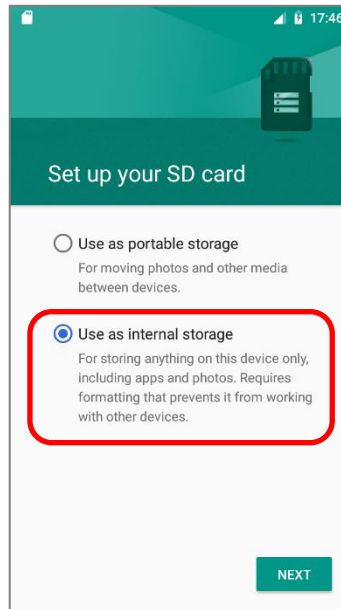 17:46
Set up your SD card
Use as portable storage
For moving photos and other media
between devices.
Use as internal storage
For storing anything on this device only,
including apps and photos. Requires
formatting that prevents it from working
with other devices.
NEXT